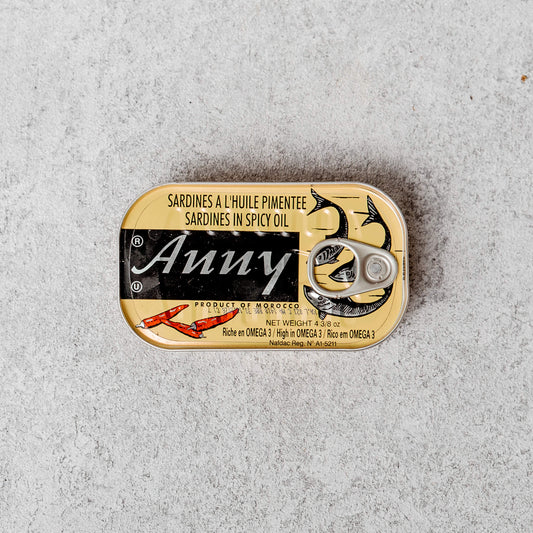 SARDINES A L'HUILE PIMENTEE
SARDINES IN SPICY OIL
®
Anny
U
PRODUCT OF MOROCCO
NET WEIGHT 4 3/8 oz
Riche en OMEGA 3 / High in OMEGA 3 / Rico em OMEGA 3
Nafdac Reg. N° A1-5211